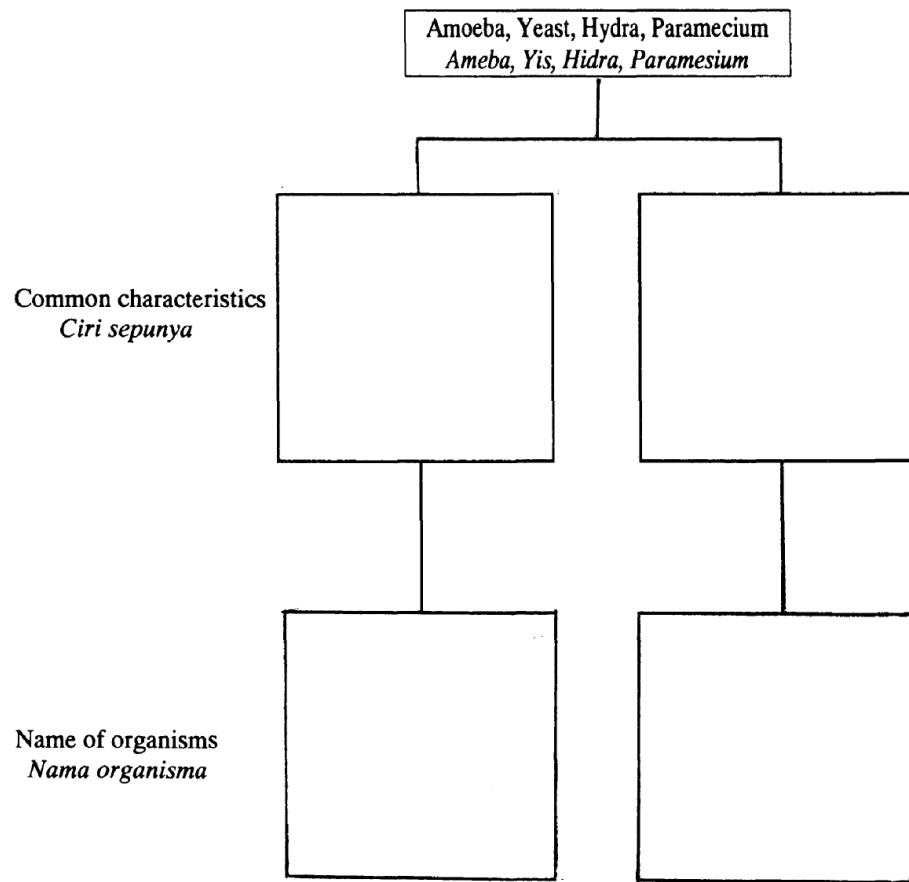 Amoeba, Yeast, Hydra, Paramecium
Ameba, Yis, Hidra, Paramesium
Common characteristics
Ciri sepunya
Name of organisms
Nama organisma